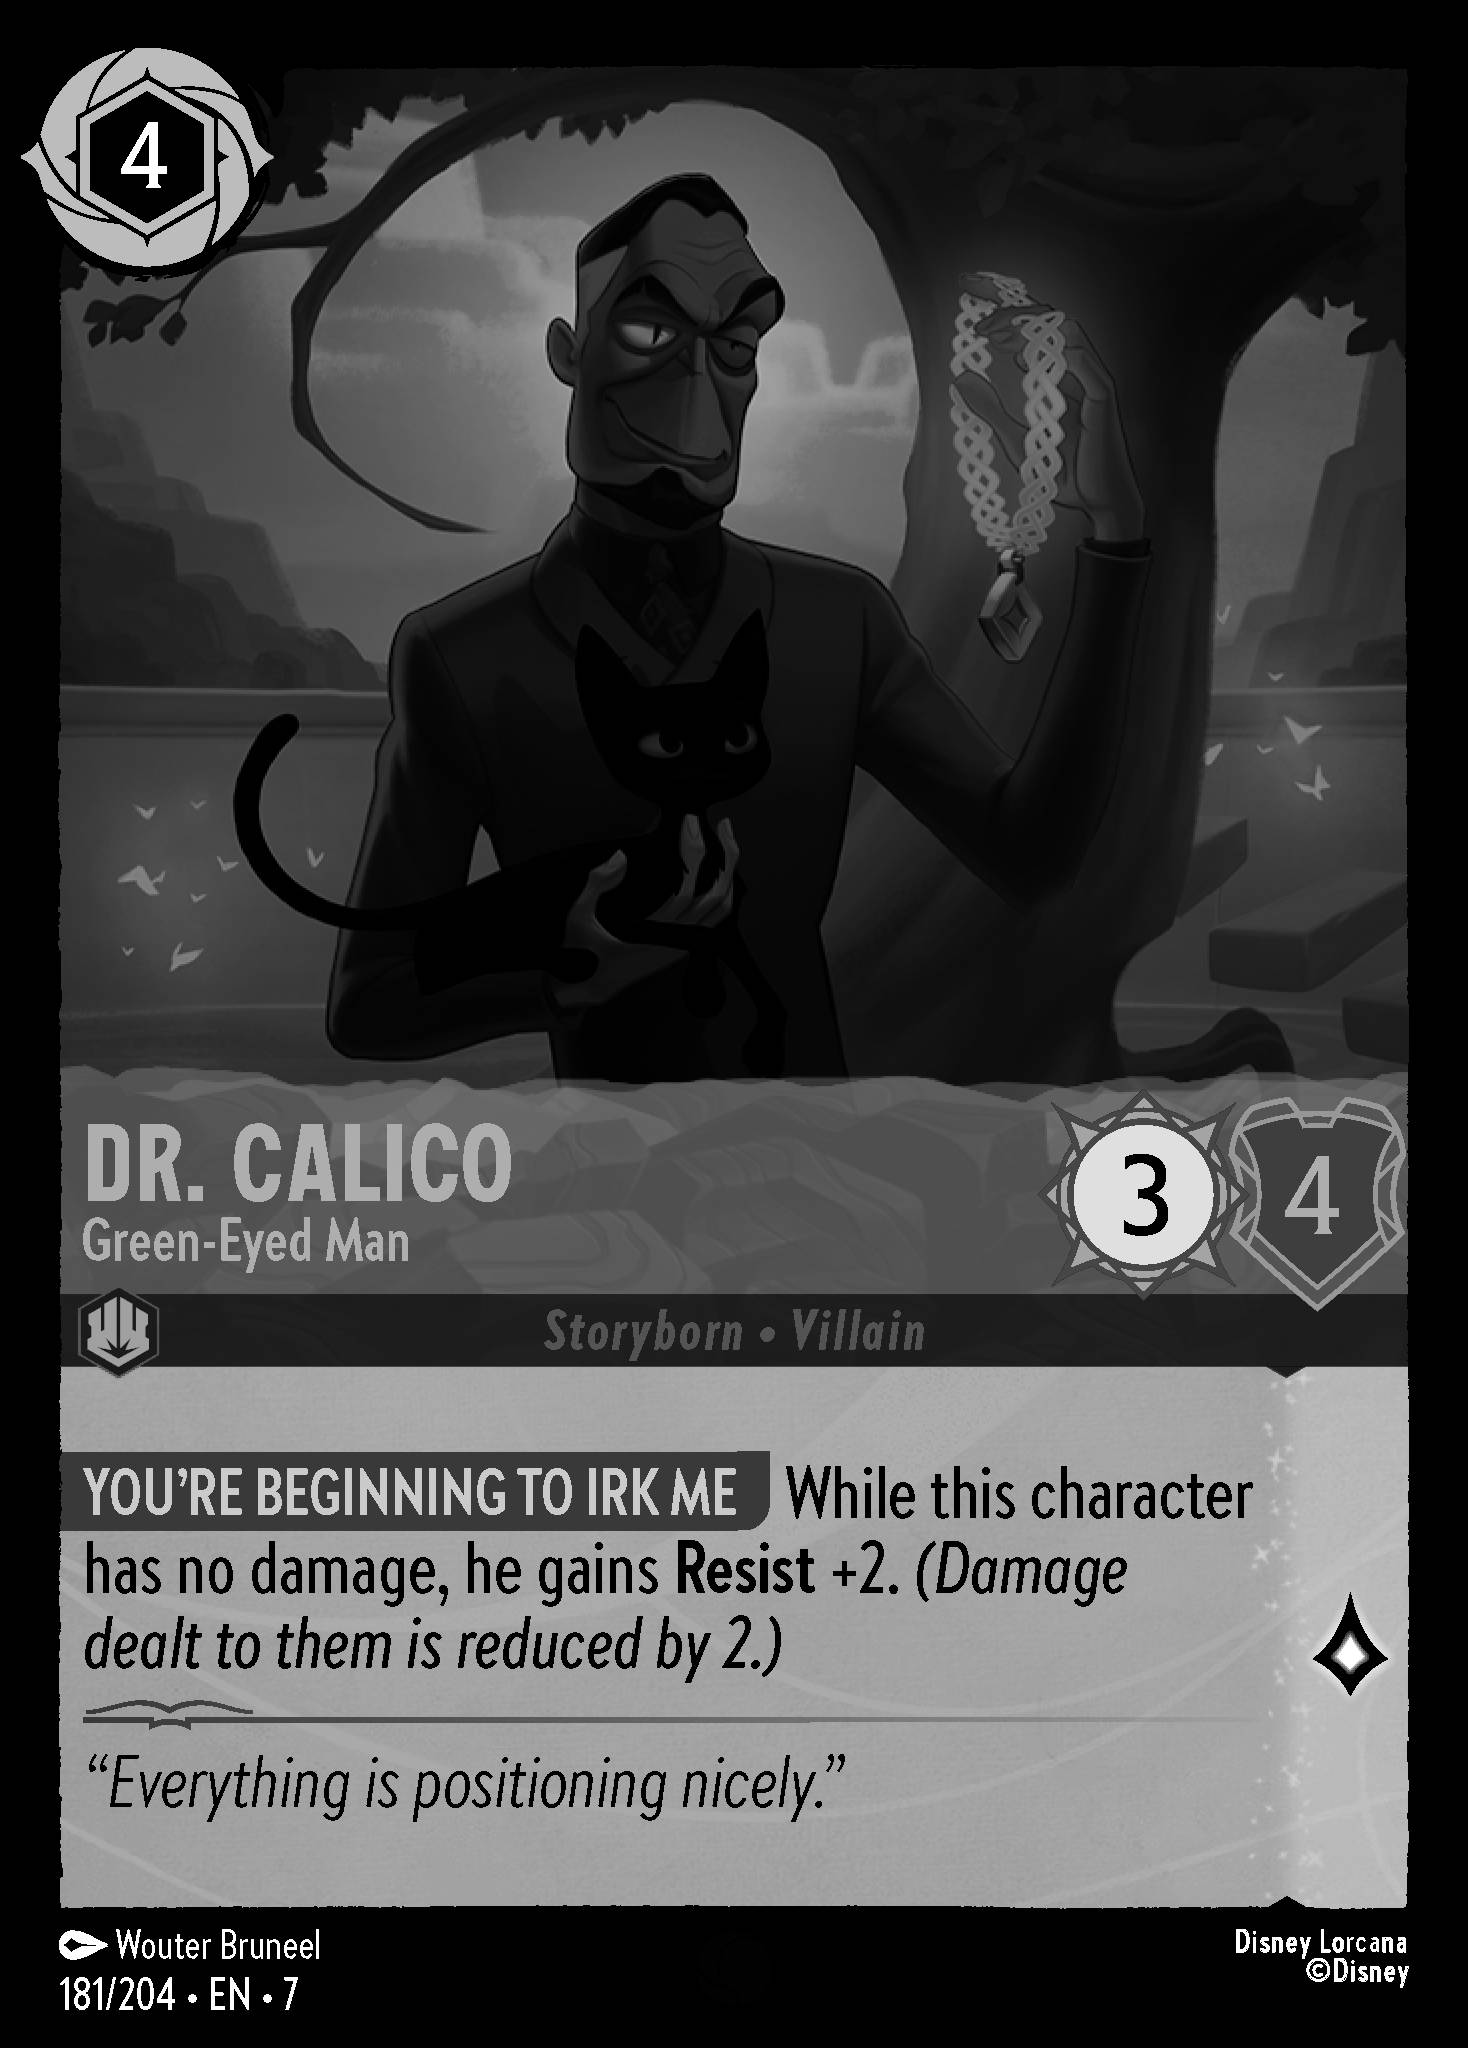 4
DR. CALICO
Green-Eyed Man
3
4
Storyborn • Villain
YOU'RE BEGINNING TO IRK ME While this character
has no damage, he gains Resist +2. (Damage
dealt to them is reduced by 2.)
“Everything is positioning nicely.”
Wouter Bruneel
181/204 • EN • 7
Disney Lorcana
©Disney